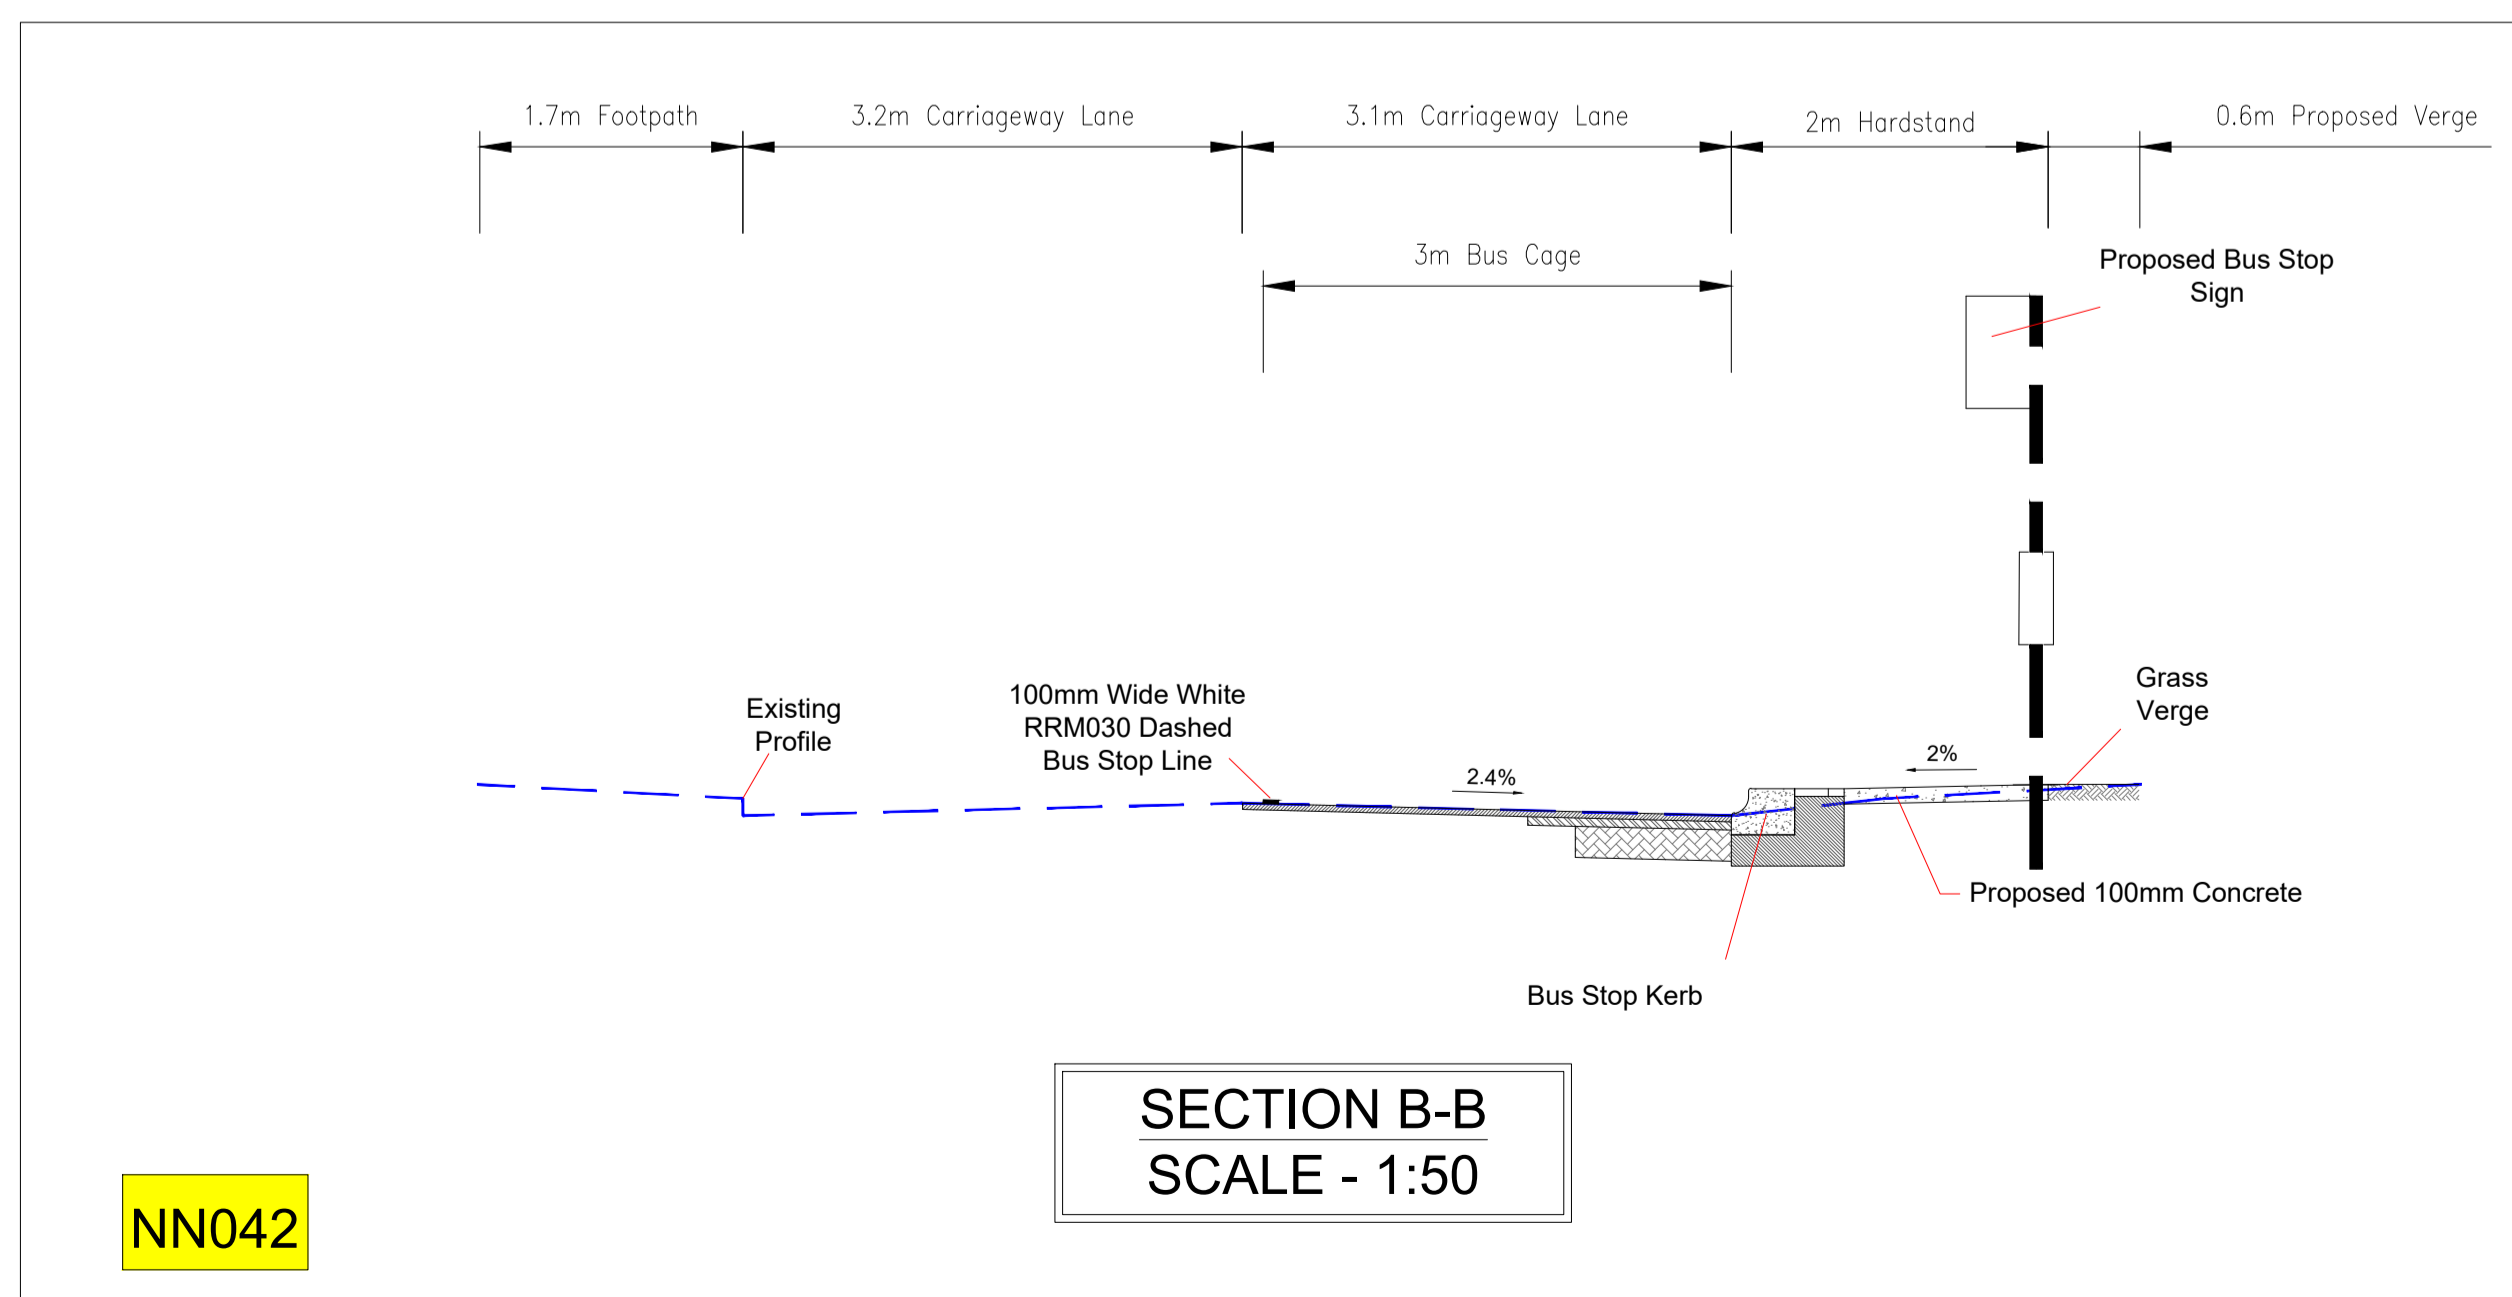 1.7m Footpath
3.2m Carriageway Lane
3.1m Carriageway Lane
2m Hardstand
0.6m Proposed Verge
3m Bus Cage
Proposed Bus Stop
Sign
Existing
Profile
100mm Wide White
RRM030 Dashed
Bus Stop Line
2.4%
2%
Grass
Verge
Proposed 100mm Concrete
Bus Stop Kerb
SECTION B-B
SCALE - 1:50
NN042